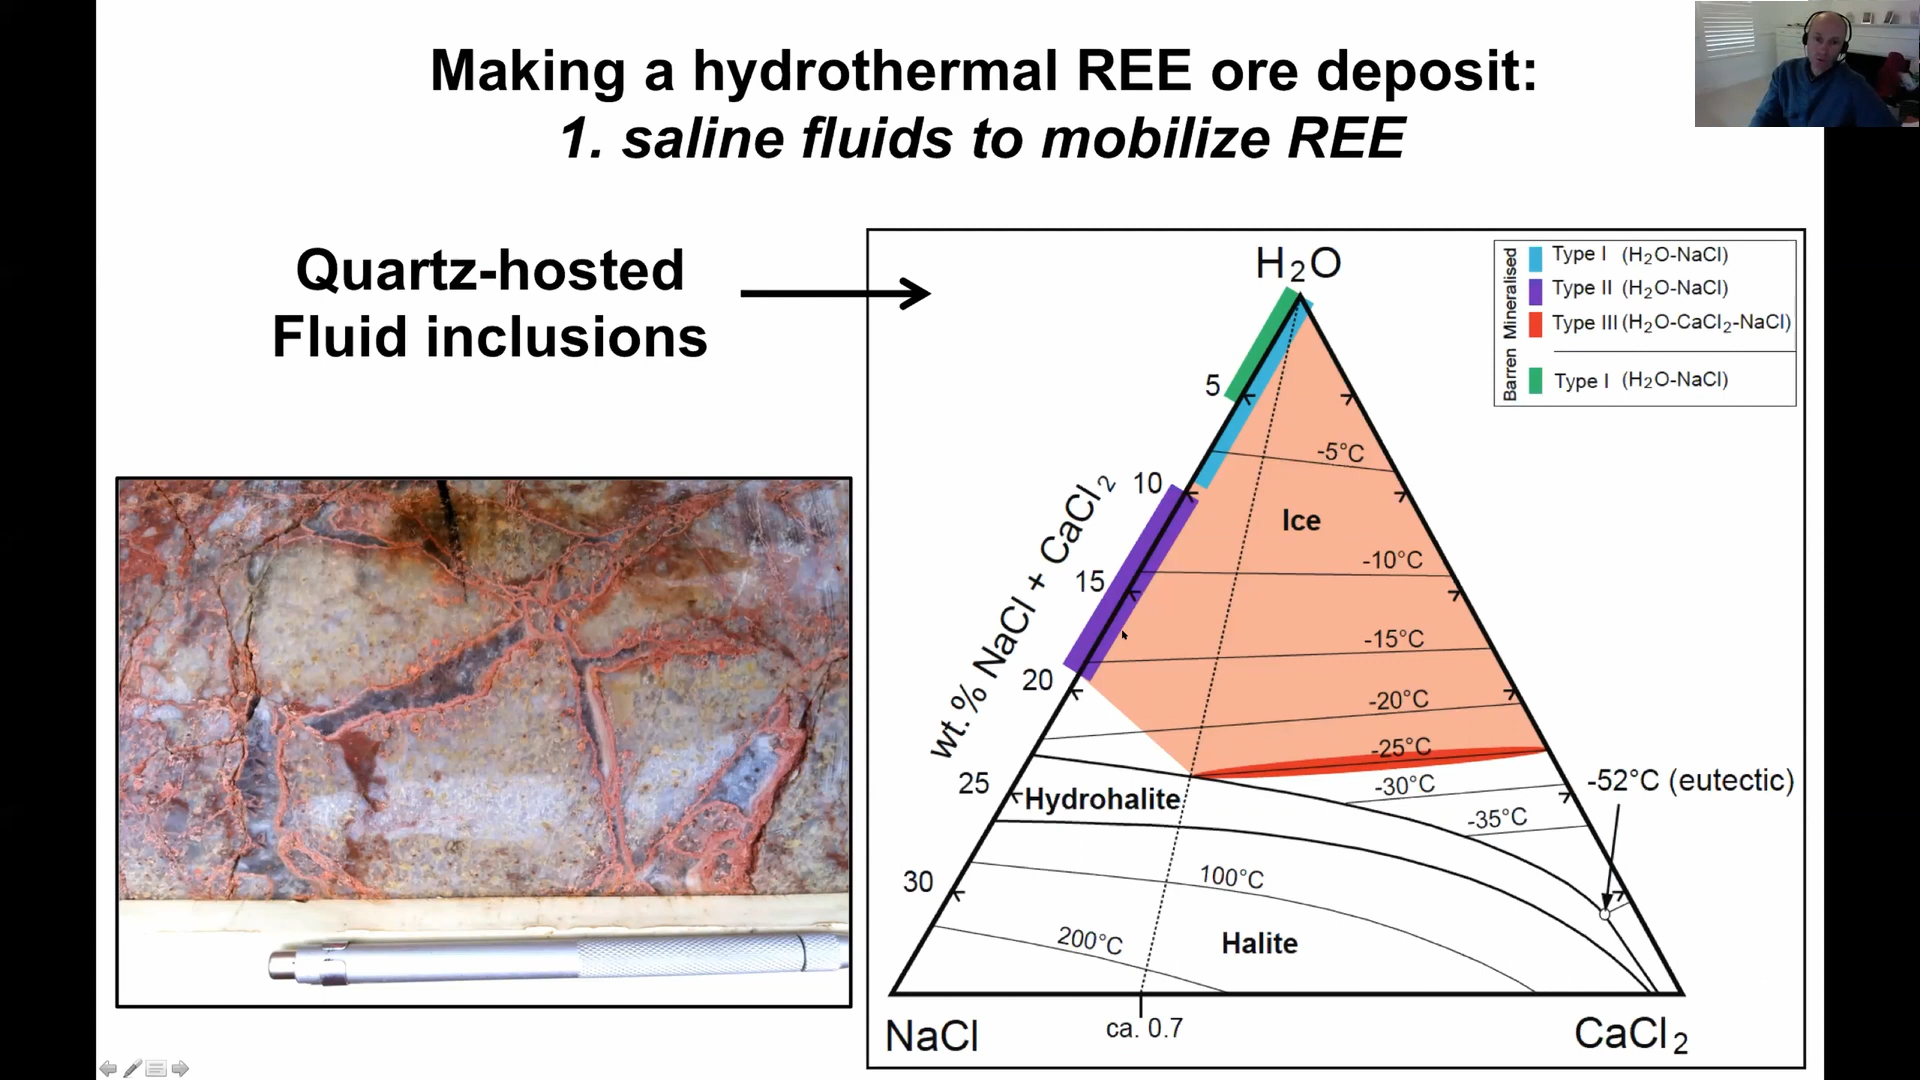 Making a hydrothermal REE ore deposit:
1. saline fluids to mobilize REE
Quartz-hosted
Fluid inclusions
H₂O
Mineralised
Type I (H₂O-NaCl)
Type II (H₂O-NaCl)
Type III (H₂O-CaCl₂-NaCl)
Barren
Type I (H₂O-NaCl)
5
10
15
20
25
30
wt.% NaCl + CaCl₂
-5°C
Ice
-10°C
-15°C
-20°C
-25°C
-30°C
-35°C
-52°C (eutectic)
Hydrohalite
100°C
200°C
Halite
NaCl
ca. 0.7
CaCl₂